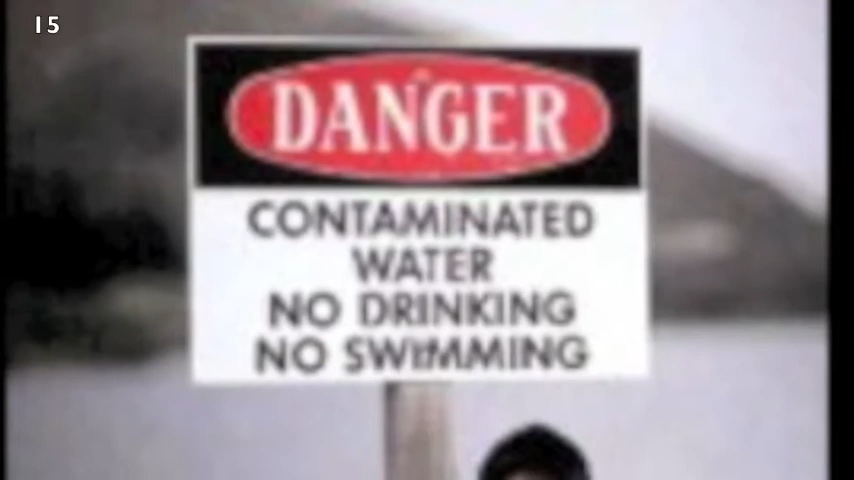 15
DANGER
CONTAMINATED
WATER
NO DRINKING
NO SWIMMING